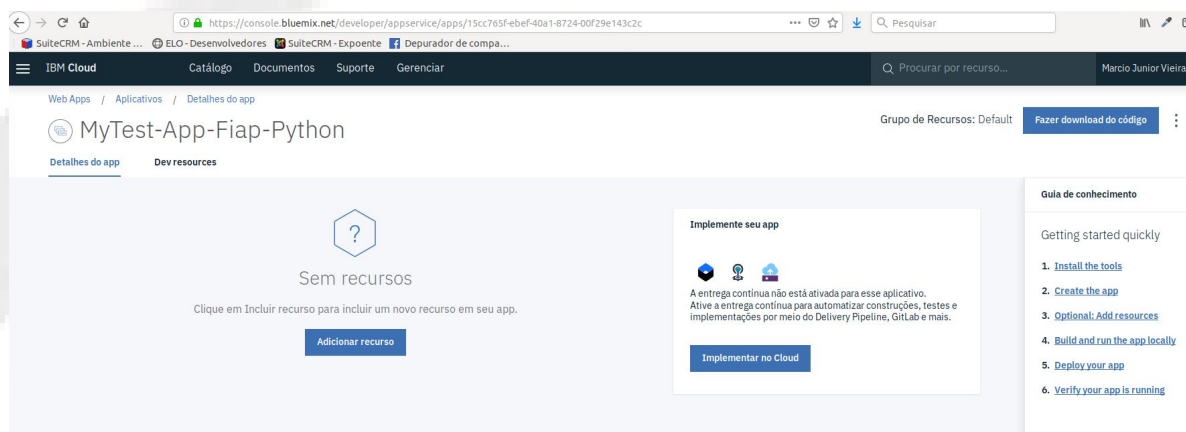 https://console.bluemix.net/developer/appservice/apps/15cc765f-ebef-40a1-8724-00f29e143c2c
Pesquisar
SuiteCRM - Ambiente ... ELO - Desenvolvedores SuiteCRM - Expoente Depurador de compa...
IBM Cloud Catálogo Documentos Suporte Gerenciar Procurar por recurso... Marcio Junior Vieira
Web Apps / Aplicativos / Detalhes do app
MyTest-App-Fiap-Python
Grupo de Recursos: Default Fazer download do código
Detalhes do app Dev resources
Sem recursos
Clique em Incluir recurso para incluir um novo recurso em seu app.
Adicionar recurso
Implemente seu app
A entrega contínua não está ativada para esse aplicativo.
Ative a entrega contínua para automatizar construções, testes e
implementações por meio do Delivery Pipeline, GitLab e mais.
Implementar no Cloud
Guia de conhecimento
Getting started quickly
1. Install the tools
2. Create the app
3. Optional: Add resources
4. Build and run the app locally
5. Deploy your app
6. Verify your app is running